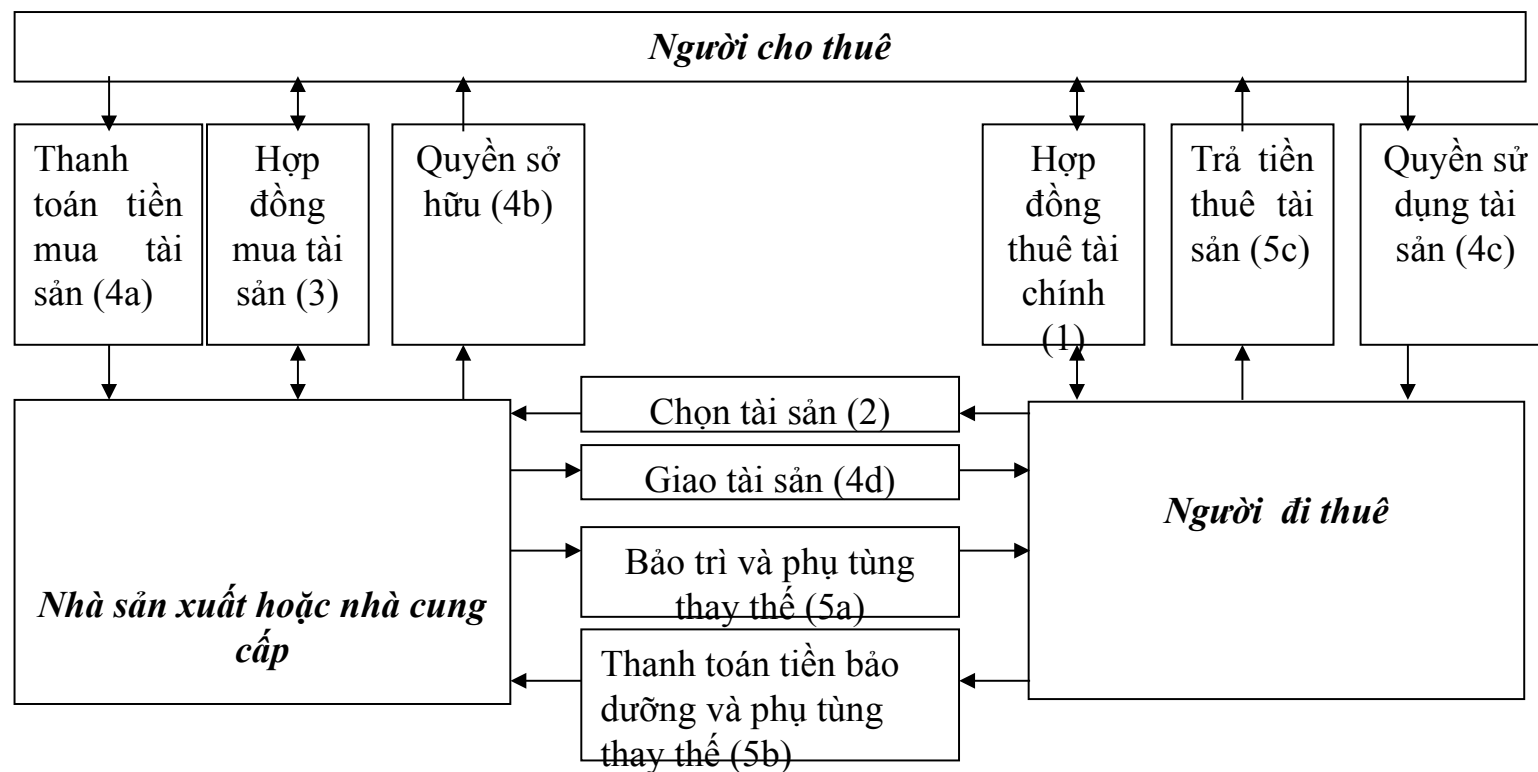 Người cho thuê
Thanh
toán tiền
mua tài
sản (4a)
Hợp
đồng
mua tài
sản (3)
Quyền sở
hữu (4b)
Hợp
đồng
thuê tài
chính
(1)
Trả tiền
thuê tài
sản (5c)
Quyền sử
dụng tài
sản (4c)
Chọn tài sản (2)
Giao tài sản (4d)
Bảo trì và phụ tùng
thay thế (5a)
Thanh toán tiền bảo
dưỡng và phụ tùng
thay thế (5b)
Nhà sản xuất hoặc nhà cung
cấp
Người đi thuê